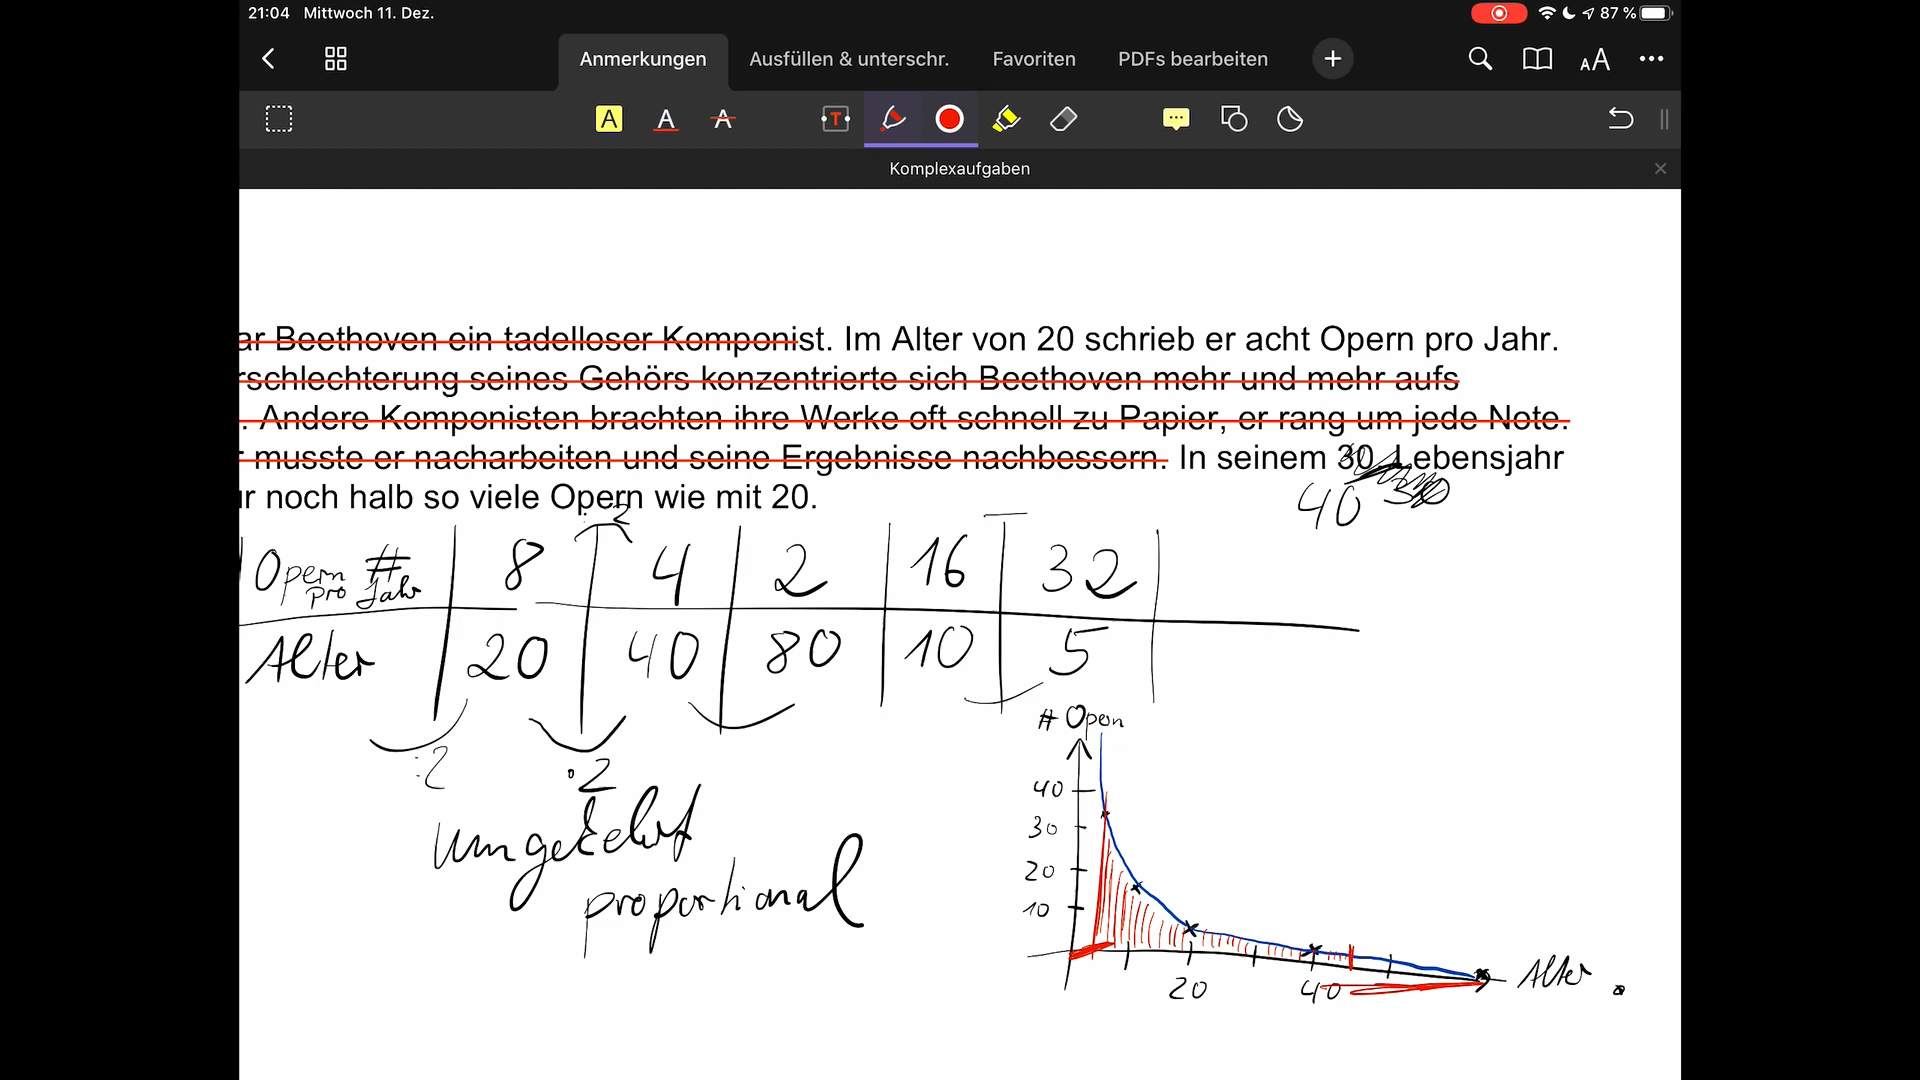 21:04 Mittwoch 11. Dez.
87 %
Anmerkungen Ausfüllen & unterschr. Favoriten PDFs bearbeiten
AA
A A A T
Komplexaufgaben
ar Beethoven ein tadelloser Komponist. Im Alter von 20 schrieb er acht Opern pro Jahr.
rschlechterung seines Gehörs konzentrierte sich Beethoven mehr und mehr aufs
. Andere Komponisten brachten ihre Werke oft schnell zu Papier, er rang um jede Note.
r musste er nacharbeiten und seine Ergebnisse nachbessern. In seinem 30. Lebensjahr
ur noch halb so viele Opern wie mit 20.
40
:2
Opern # pro Jahr 8 4 2 16 32
Alter 20 40 80 10 5
:2 ·2
umgekehrt
proportional
# Opern
40
30
20
10
20 40 Alter